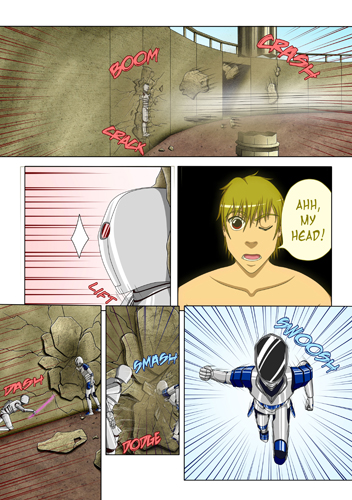 BOOM
CRASH
CRACK
LIFT
AHH,
MY
HEAD!
DASH
SMASH
DODGE
SWOOSH